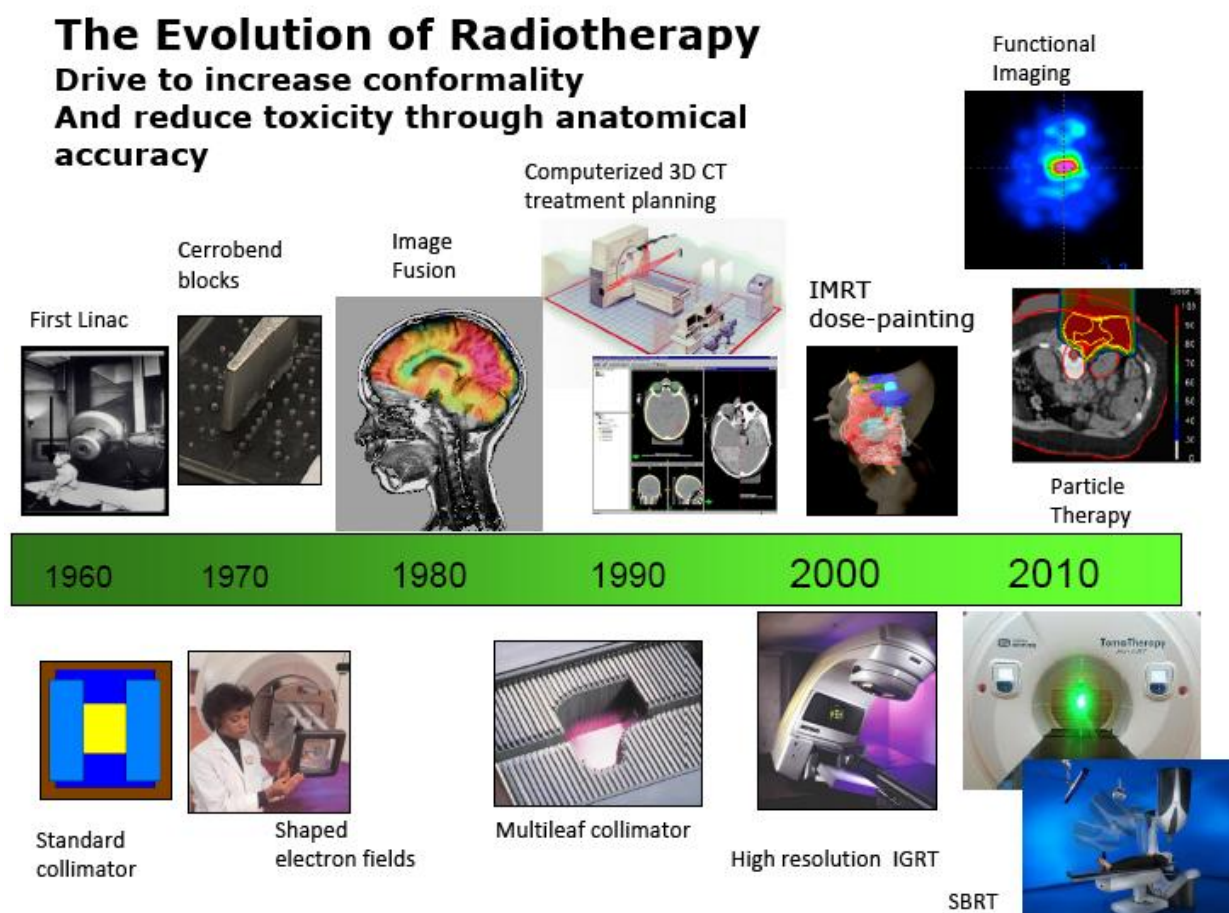 The Evolution of Radiotherapy
Drive to increase conformality
And reduce toxicity through anatomical
accuracy
Functional
Imaging
Computerized 3D CT
treatment planning
Image
Fusion
Cerrobend
blocks
First Linac
IMRT
dose-painting
Particle
Therapy
1960
1970
1980
1990
2000
2010
TomoTherapy
Standard
collimator
Shaped
electron fields
Multileaf collimator
High resolution IGRT
SBRT